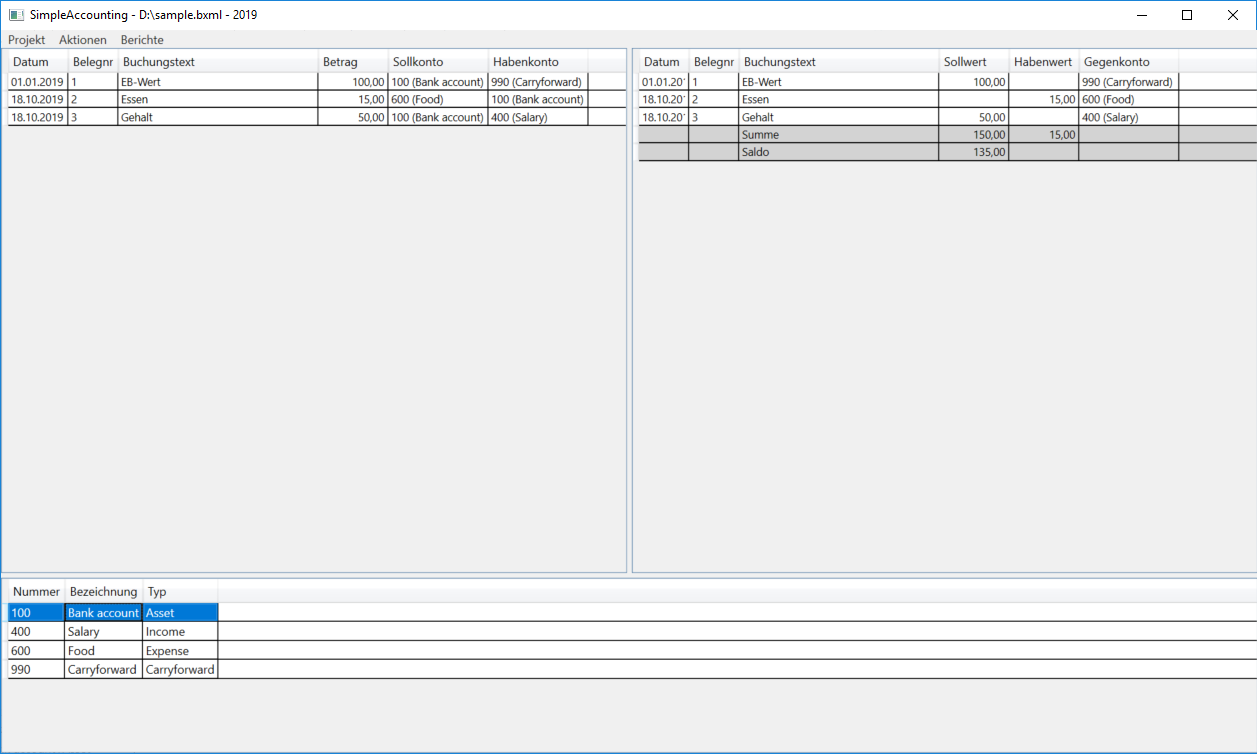 SimpleAccounting - D:\sample.bxml - 2019
Projekt Aktionen Berichte
Datum Belegnr Buchungstext Betrag Sollkonto Habenkonto
01.01.2019 1 EB-Wert 100,00 100 (Bank account) 990 (Carryforward)
18.10.2019 2 Essen 15,00 600 (Food) 100 (Bank account)
18.10.2019 3 Gehalt 50,00 100 (Bank account) 400 (Salary)
Datum Belegnr Buchungstext Sollwert Habenwert Gegenkonto
01.01.20 1 EB-Wert 100,00 990 (Carryforward)
18.10.20 2 Essen 15,00 600 (Food)
18.10.20 3 Gehalt 50,00 400 (Salary)
Summe 150,00 15,00
Saldo 135,00
Nummer Bezeichnung Typ
100 Bank account Asset
400 Salary Income
600 Food Expense
990 Carryforward Carryforward